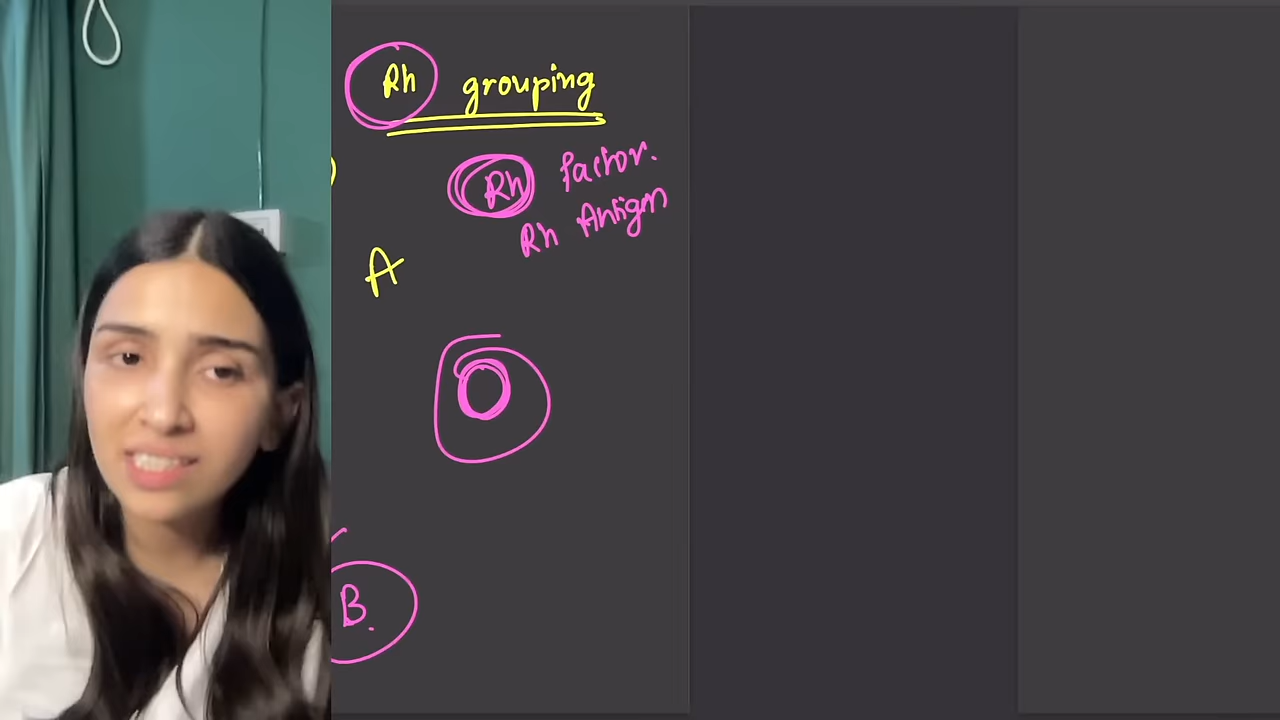 Rh grouping
Rh factor.
Rh Antigen
A
O
B.